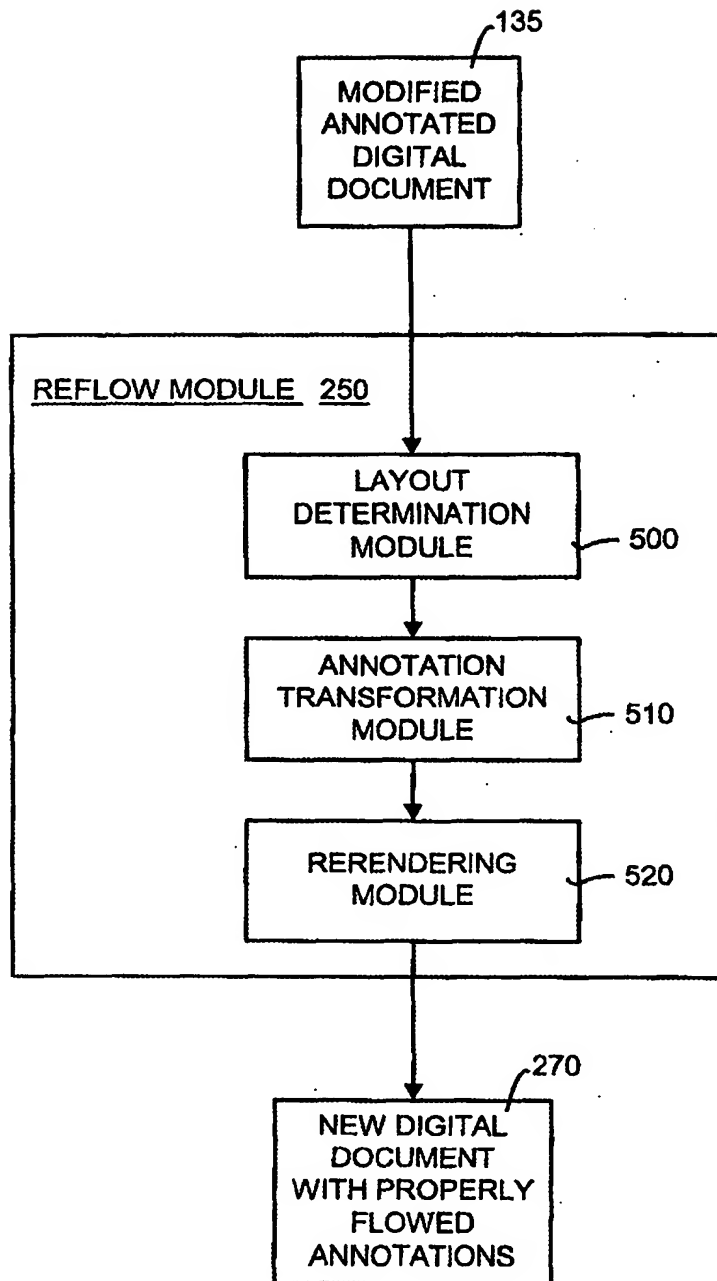 135
MODIFIED
ANNOTATED
DIGITAL
DOCUMENT
REFLOW MODULE 250
LAYOUT
DETERMINATION
MODULE
500
ANNOTATION
TRANSFORMATION
MODULE
510
RERENDERING
MODULE
520
270
NEW DIGITAL
DOCUMENT
WITH PROPERLY
FLOWED
ANNOTATIONS